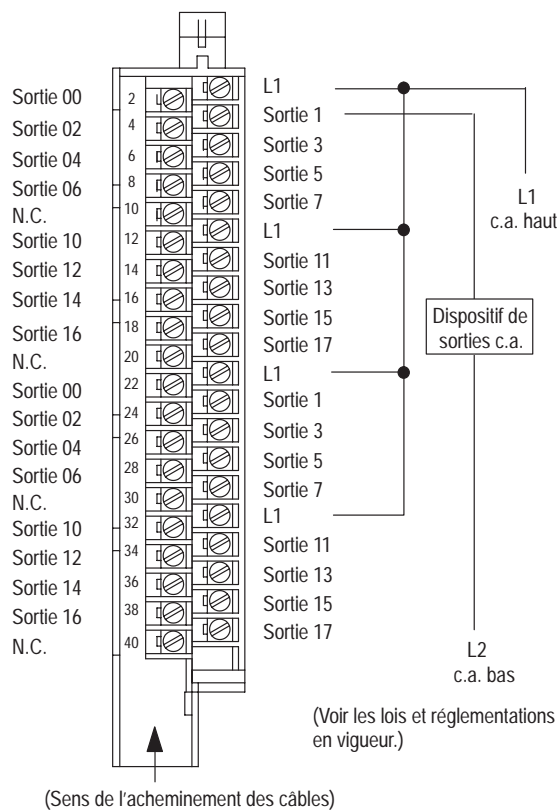 10962–I
Sortie 00
Sortie 02
Sortie 04
Sortie 06
N.C.
Sortie 10
Sortie 12
Sortie 14
Sortie 16
N.C.
Sortie 00
Sortie 02
Sortie 04
Sortie 06
N.C.
Sortie 10
Sortie 12
Sortie 14
Sortie 16
N.C.
2
4
6
8
10
12
14
16
18
20
22
24
26
28
30
32
34
36
38
40
L1
Sortie 1
Sortie 3
Sortie 5
Sortie 7
L1
Sortie 11
Sortie 13
Sortie 15
Sortie 17
L1
Sortie 1
Sortie 3
Sortie 5
Sortie 7
L1
Sortie 11
Sortie 13
Sortie 15
Sortie 17
L1
c.a. haut
Dispositif de
sorties c.a.
L2
c.a. bas
(Voir les lois et réglementations
en vigueur.)
(Sens de l'acheminement des câbles)